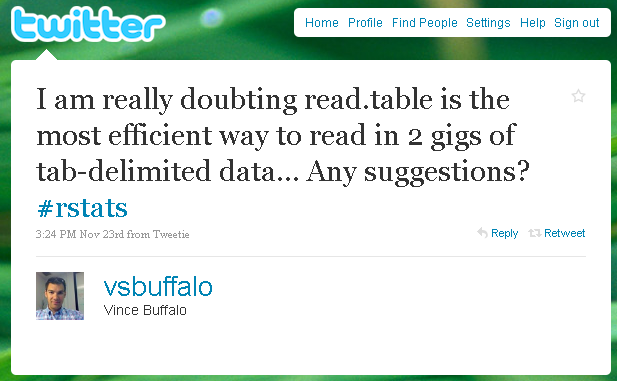 twitter
Home Profile Find People Settings Help Sign out
I am really doubting read.table is the
most efficient way to read in 2 gigs of
tab-delimited data... Any suggestions?
#rstats
3:24 PM Nov 23rd from Tweetie
Reply Retweet
vsbuffalo
Vince Buffalo